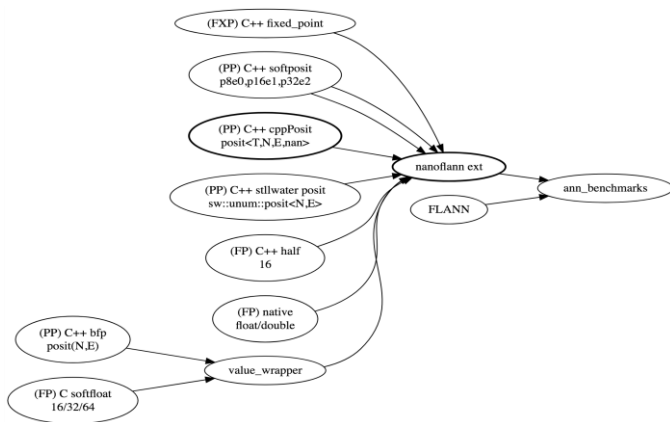 (FXP) C++ fixed_point
(PP) C++ softposit
p8e0,p16e1,p32e2
(PP) C++ cppPosit
posit<T,N,E,nan>
nanoflann ext
(PP) C++ stllwater posit
sw::unum::posit<N,E>
ann_benchmarks
FLANN
(FP) C++ half
16
(FP) native
float/double
(PP) C++ bfp
posit(N,E)
value_wrapper
(FP) C softfloat
16/32/64